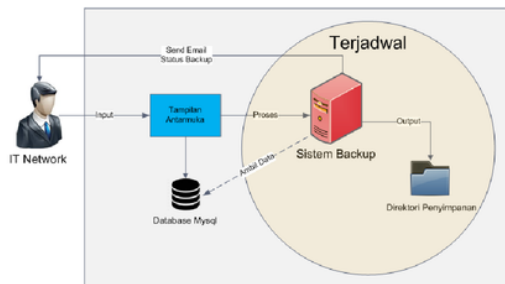 Send Email
Status Backup
Terjadwal
Input
Tampilan
Antarmuka
Proses
Output
IT Network
Sistem Backup
Ambil Data
Database Mysql
Direktori Penyimpanan